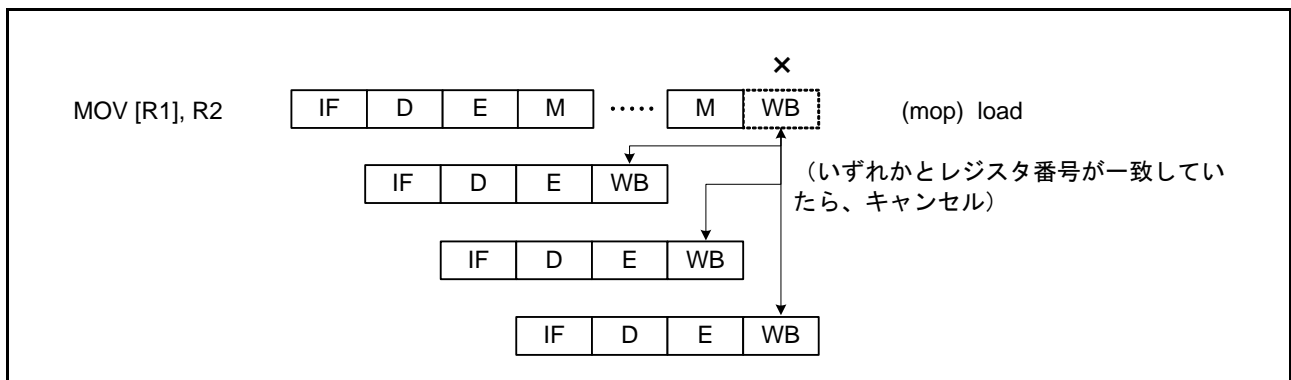 ×
MOV [R1], R2 IF D E M ····· M WB (mop) load
IF D E WB
（いずれかとレジスタ番号が一致してい
たら、キャンセル）
IF D E WB
IF D E WB